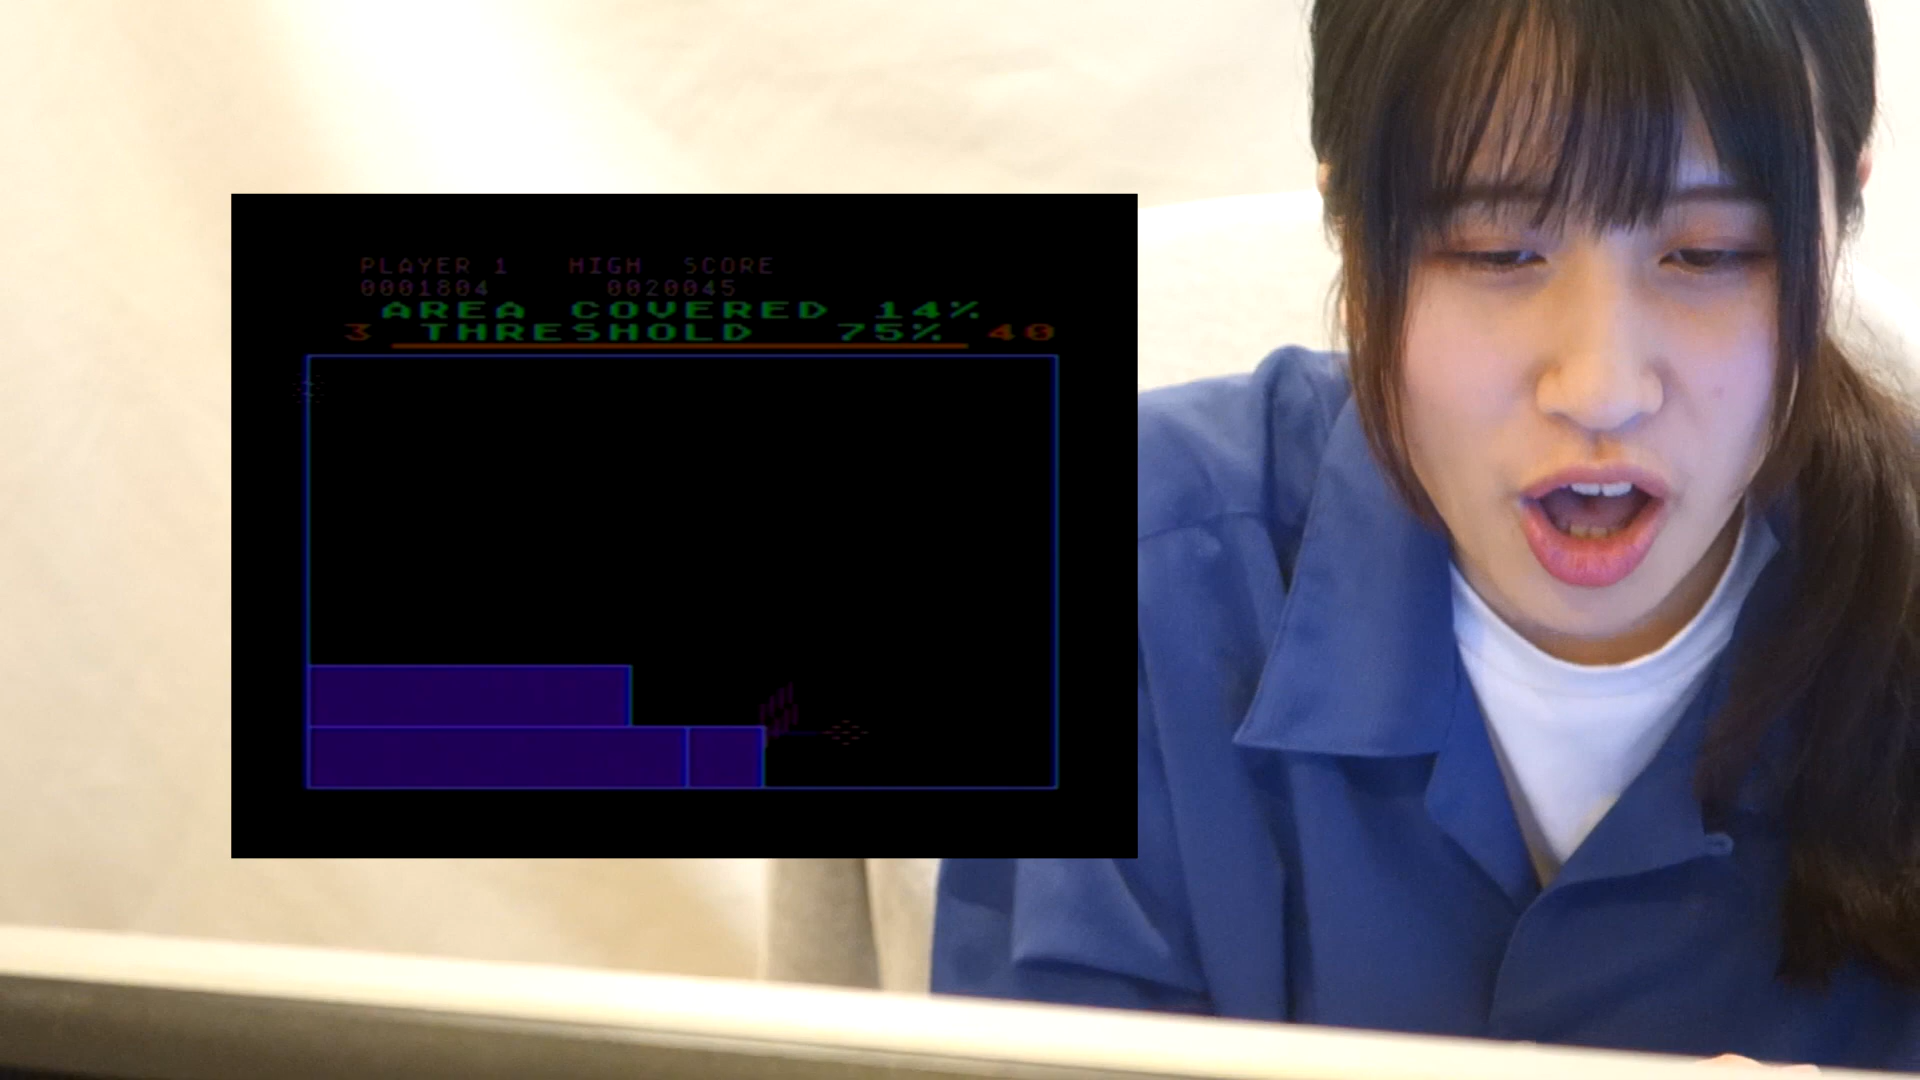 PLAYER 1 HIGH SCORE
0001804 0020045
AREA COVERED 14%
3 THRESHOLD 75% 40